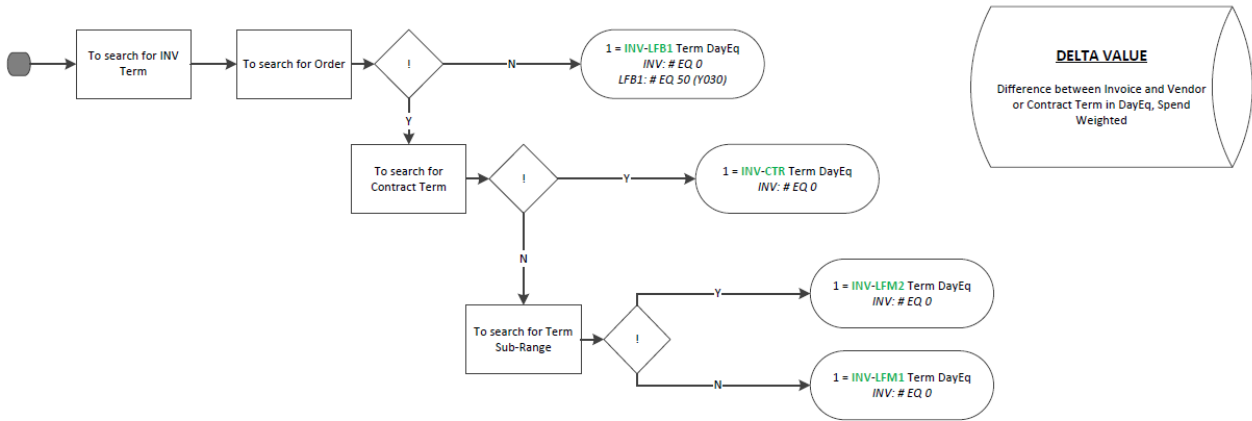 To search for INV
Term
To search for Order
!
N
1 = INV-LFB1 Term DayEq
INV: # EQ 0
LFB1: # EQ 50 (Y030)
DELTA VALUE
Difference between Invoice and Vendor
or Contract Term in DayEq, Spend
Weighted
Y
To search for
Contract Term
!
Y
1 = INV-CTR Term DayEq
INV: # EQ 0
N
To search for Term
Sub-Range
!
Y
1 = INV-LFM2 Term DayEq
INV: # EQ 0
N
1 = INV-LFM1 Term DayEq
INV: # EQ 0